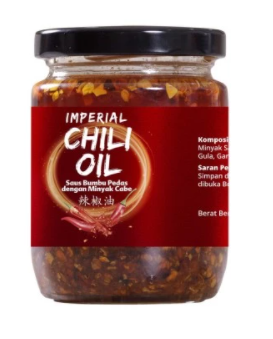 IMPERIAL
CHILI
OIL
Saus Bumbu Pedas
dengan Minyak Cabe
辣椒油
Komposi
Minyak S
Gula, Gar
Saran Pe
Simpan d
dibuka Be
Berat Be